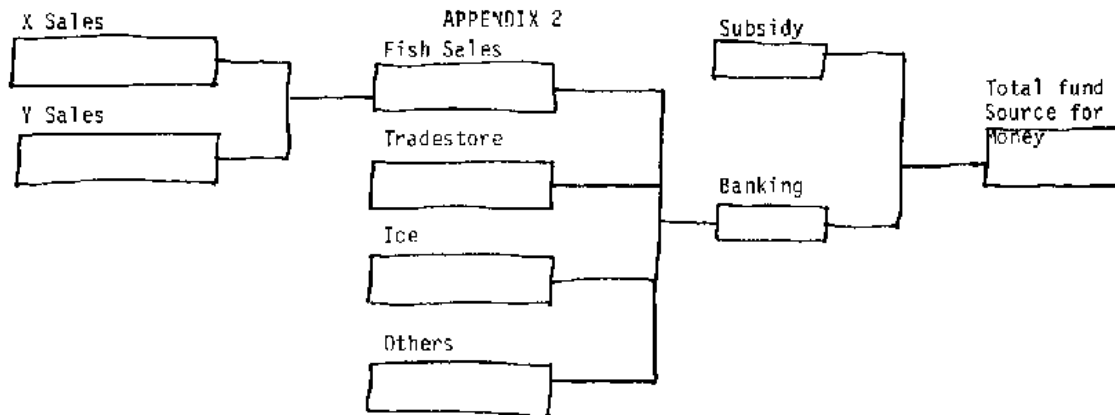 APPENDIX 2
X Sales
Y Sales
Fish Sales
Tradestore
Ice
Others
Subsidy
Banking
Total fund
Source for
Money